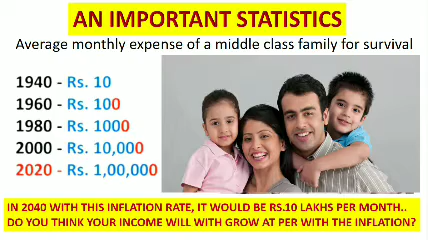 AN IMPORTANT STATISTICS
Average monthly expense of a middle class family for survival
1940 - Rs. 10
1960 - Rs. 100
1980 - Rs. 1000
2000 - Rs. 10,000
2020 - Rs. 1,00,000
IN 2040 WITH THIS INFLATION RATE, IT WOULD BE RS.10 LAKHS PER MONTH..
DO YOU THINK YOUR INCOME WILL WITH GROW AT PER WITH THE INFLATION?